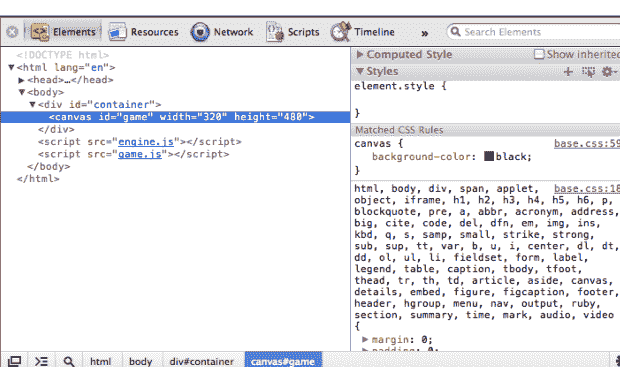 Elements Resources Network Scripts Timeline » Search Elements
<!DOCTYPE html>
▼<html lang="en">
▶<head>…</head>
▼<body>
▼<div id="container">
<canvas id="game" width="320" height="480">
</div>
<script src="engine.js"></script>
<script src="game.js"></script>
</body>
</html>
▶ Computed Style Show inherited
▼ Styles
element.style {
}
Matched CSS Rules
canvas { base.css:59
background-color: black;
}
html, body, div, span, applet, base.css:18
object, iframe, h1, h2, h3, h4, h5, h6, p,
blockquote, pre, a, abbr, acronym, address,
big, cite, code, del, dfn, em, img, ins,
kbd, q, s, samp, small, strike, strong,
sub, sup, tt, var, b, u, i, center, dl, dt,
dd, ol, ul, li, fieldset, form, label,
legend, table, caption, tbody, tfoot,
thead, tr, th, td, article, aside, canvas,
details, embed, figure, figcaption, footer,
header, hgroup, menu, nav, output, ruby,
section, summary, time, mark, audio, video
{
▶ margin: 0;
▶ padding: 0;
html body div#container canvas#game